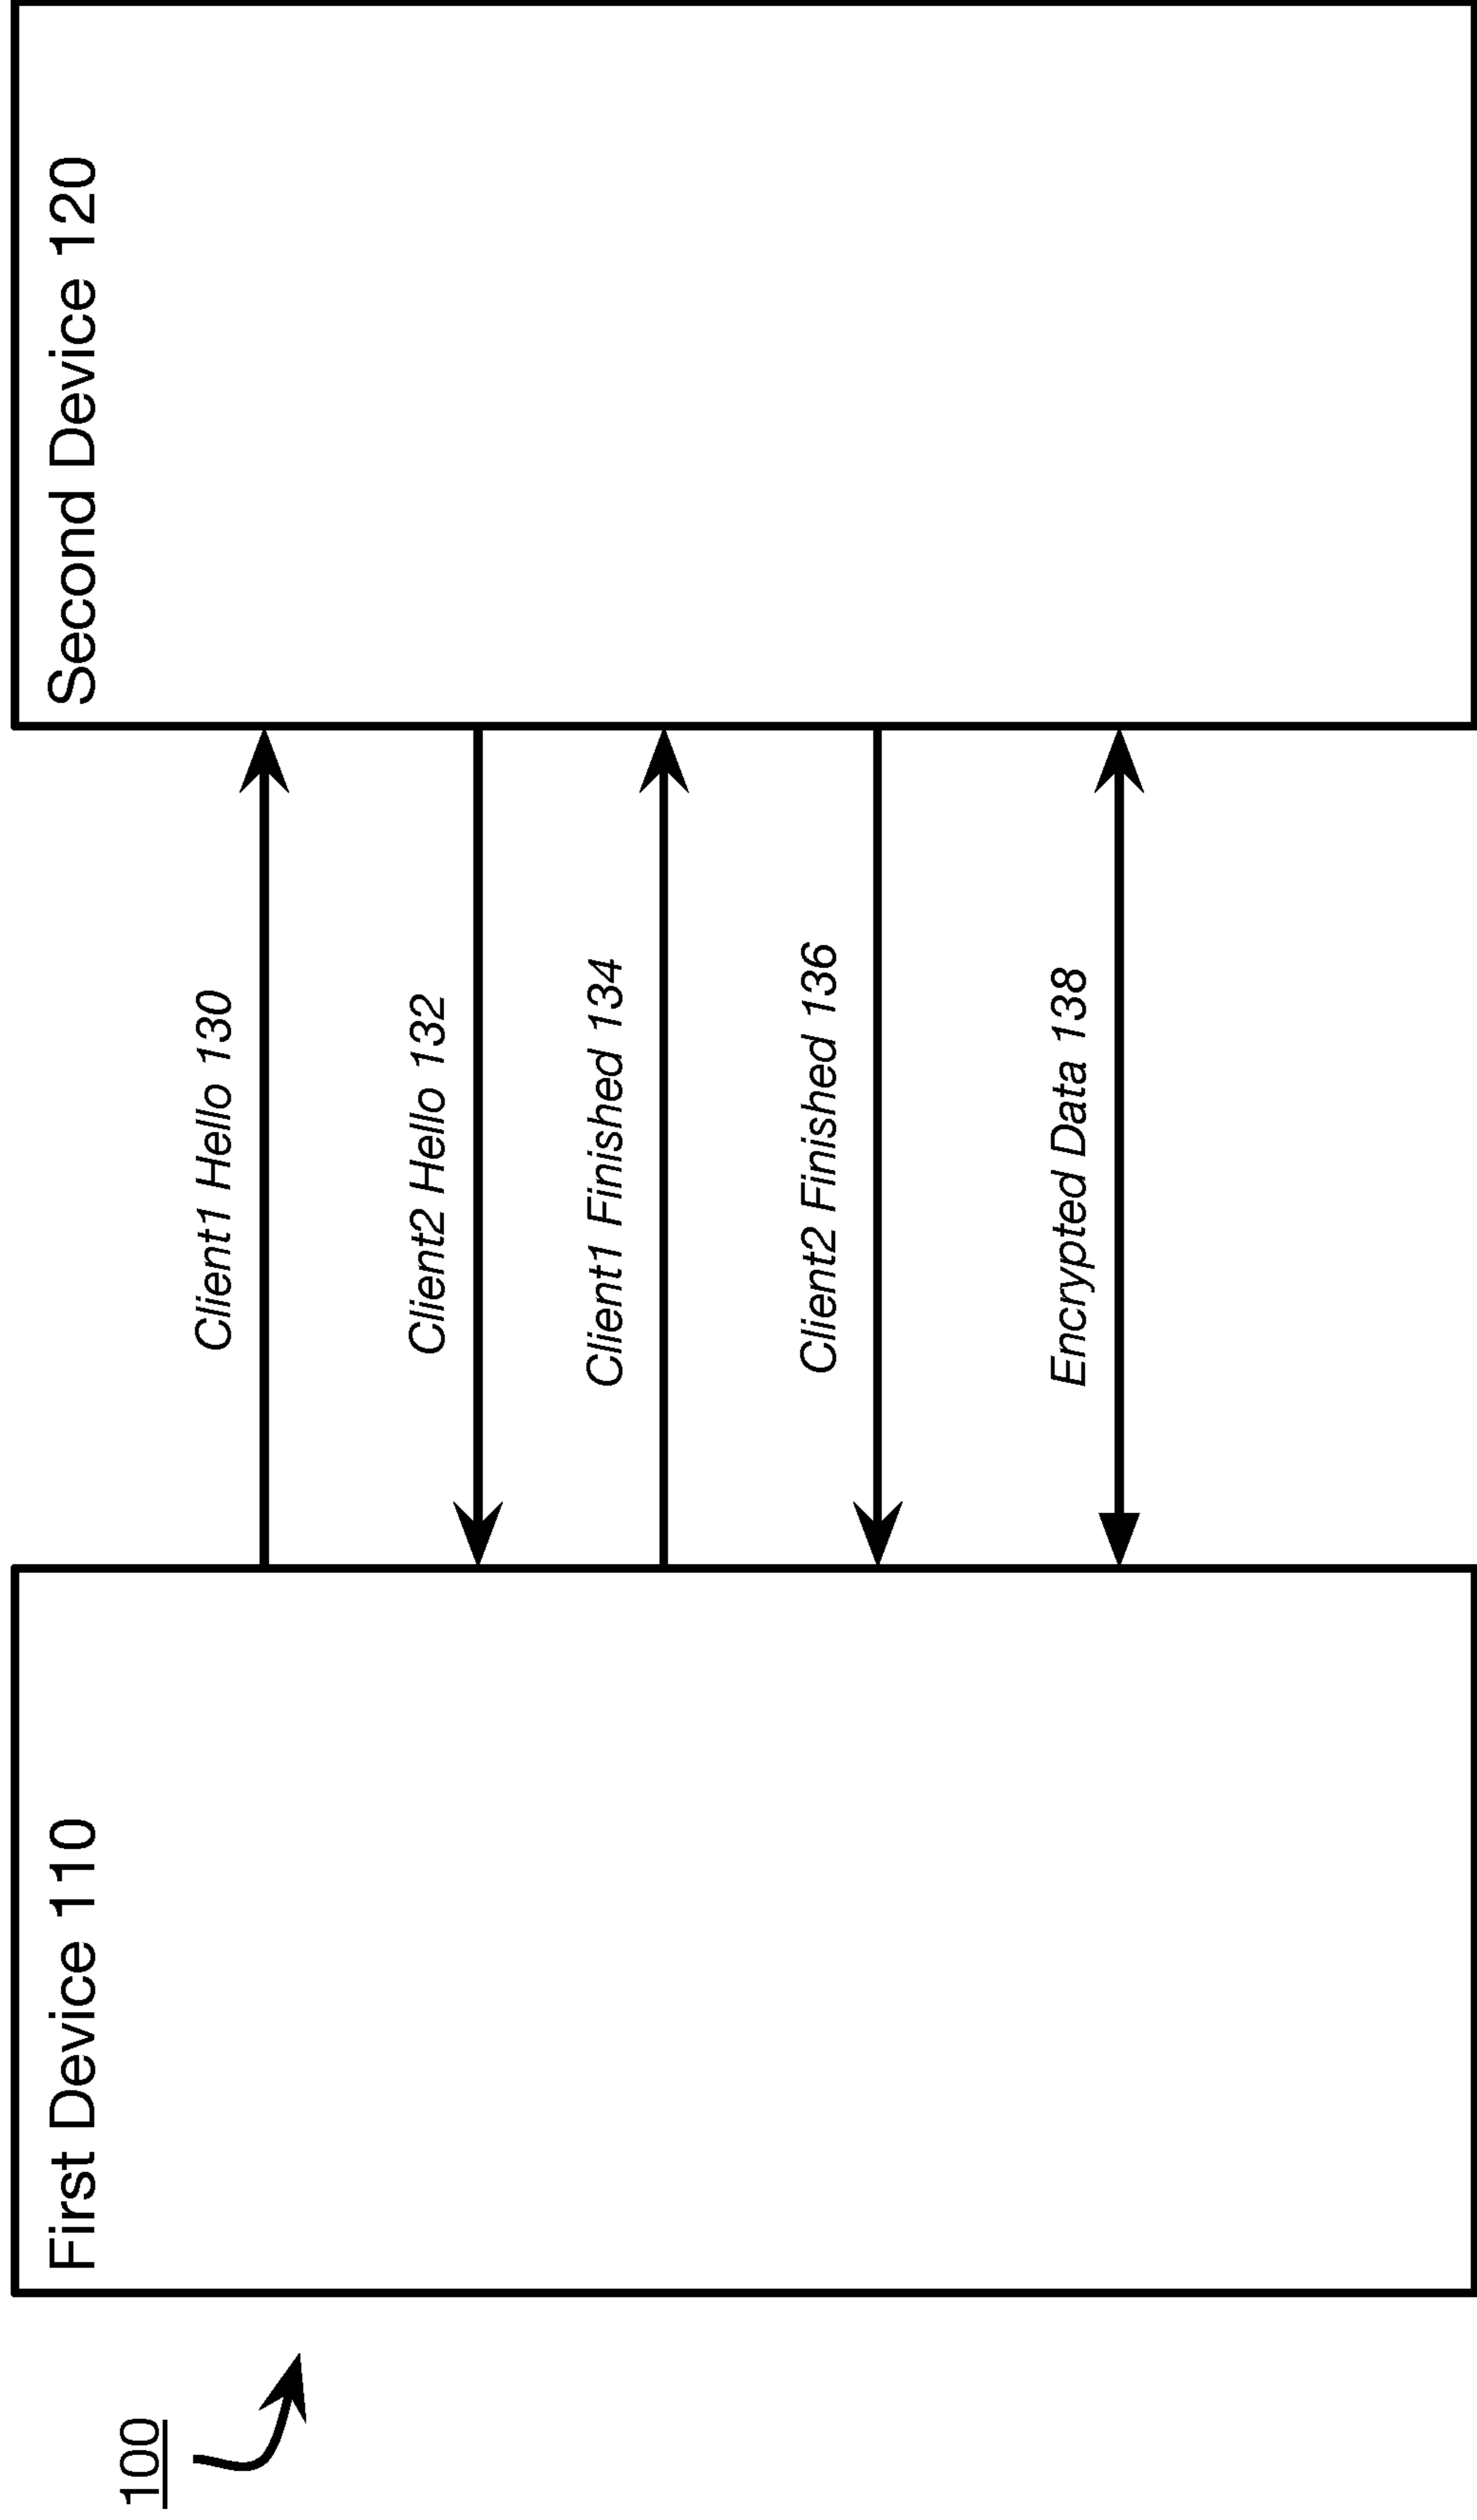 100
First Device 110
Second Device 120
Client1 Hello 130
Client2 Hello 132
Client1 Finished 134
Client2 Finished 136
Encrypted Data 138